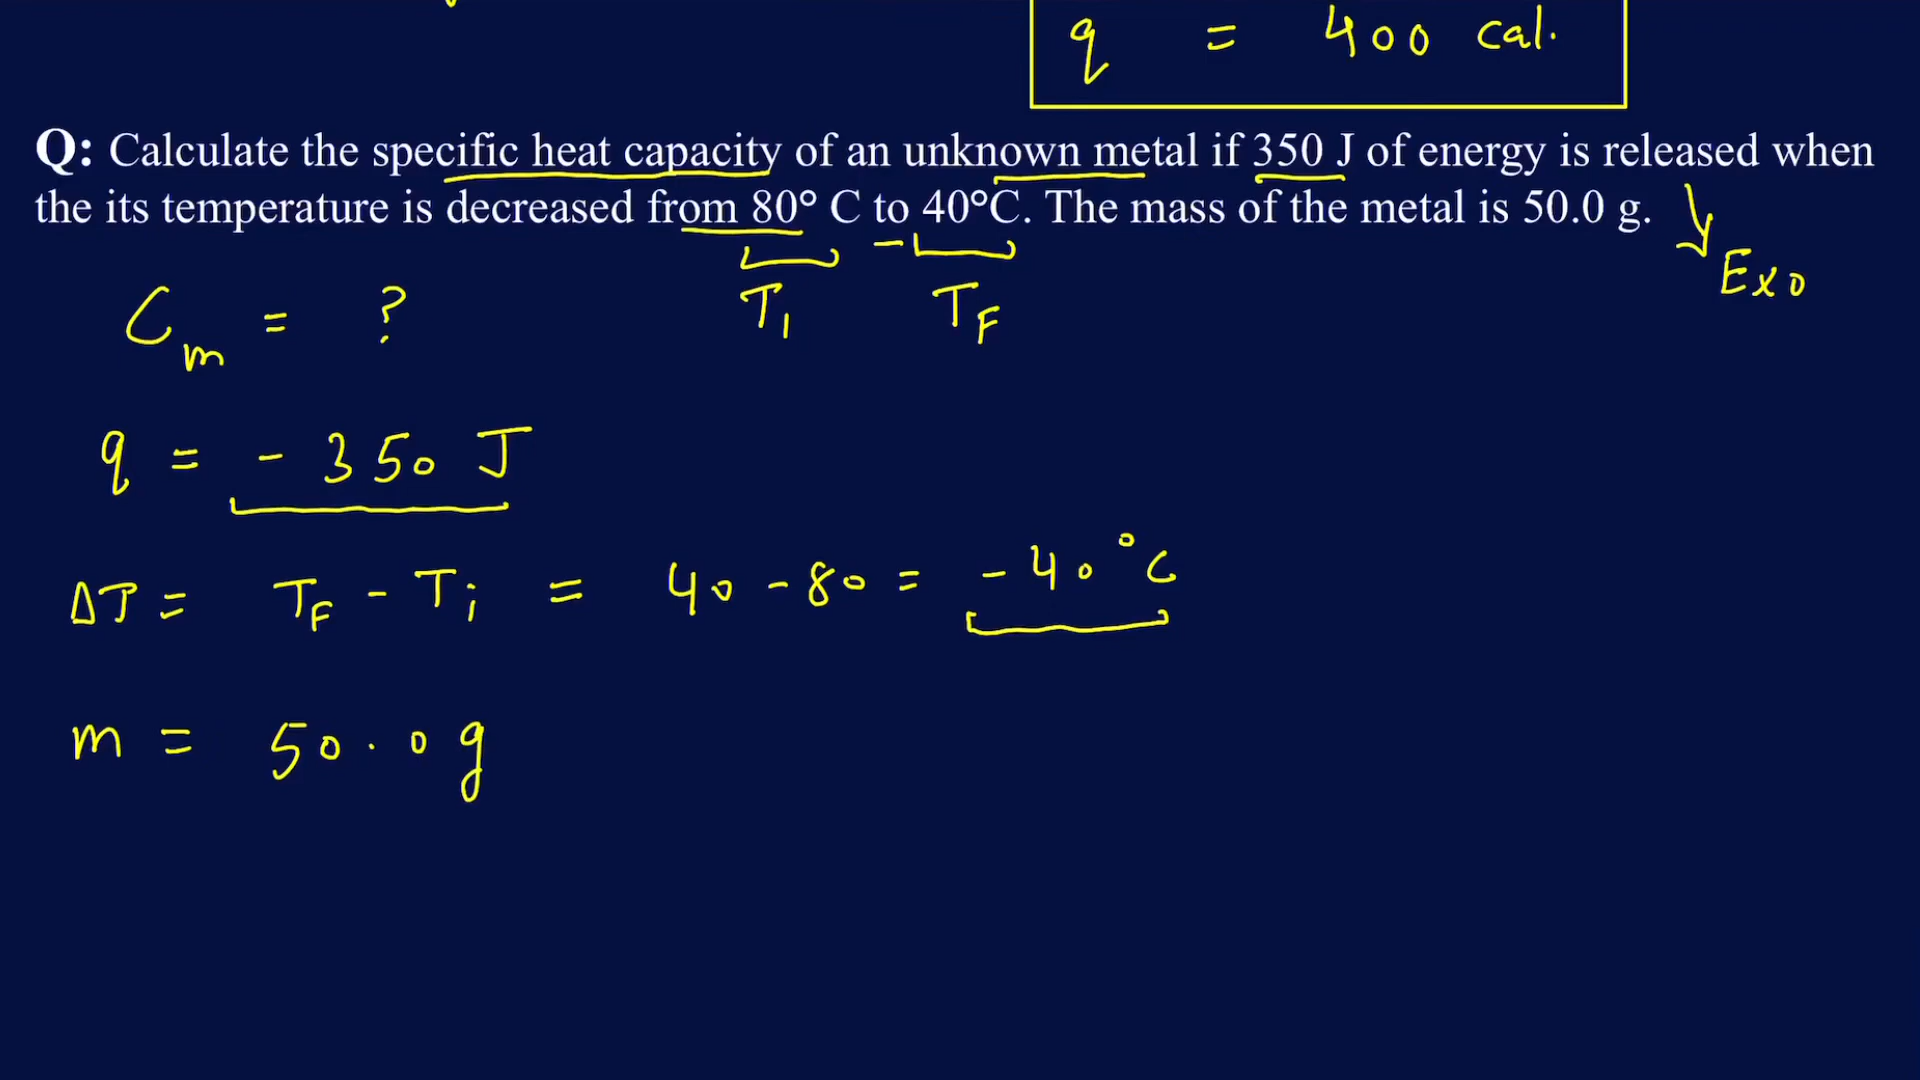 q = 400 cal.
Q: Calculate the specific heat capacity of an unknown metal if 350 J of energy is released when
the its temperature is decreased from 80° C to 40°C. The mass of the metal is 50.0 g.
Exo
T1 - TF
Cm = ?
q = - 350 J
ΔT = TF - Ti = 40 - 80 = - 40 °C
m = 50.0 g